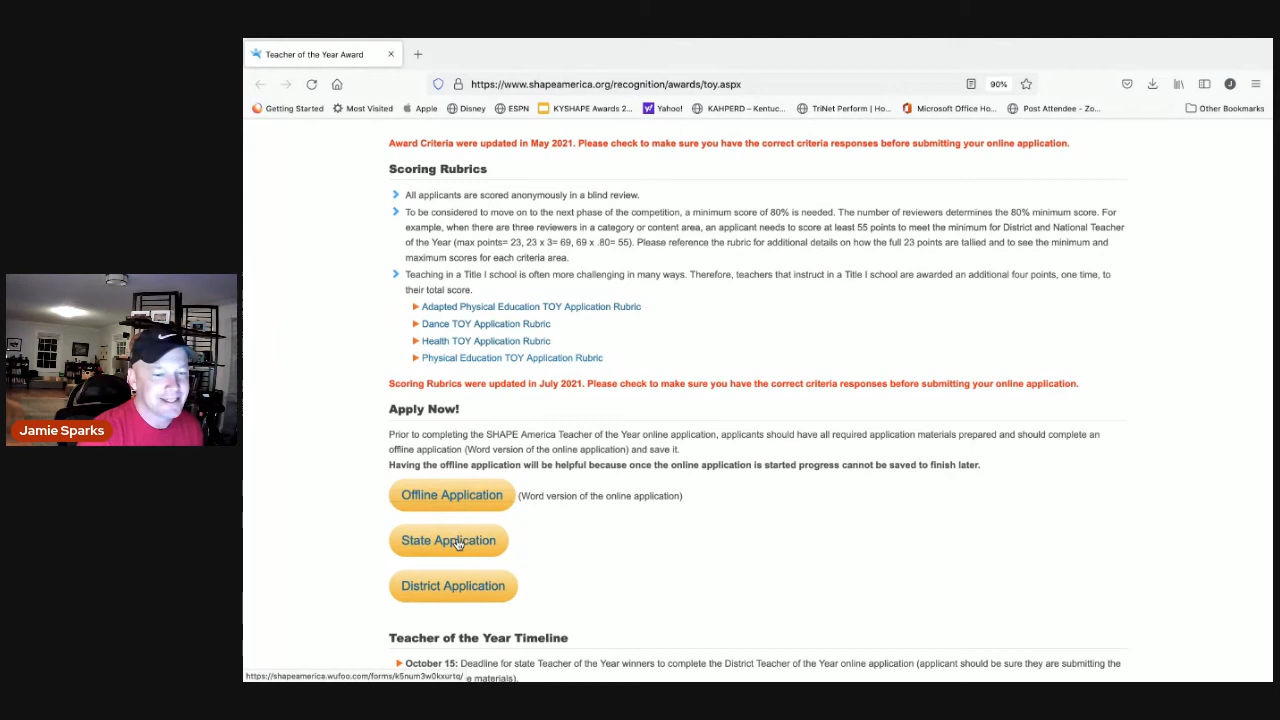 Teacher of the Year Award
https://www.shapeamerica.org/recognition/awards/toy.aspx
90%
J
Getting Started
Most Visited
Apple
Disney
ESPN
KYSHAPE Awards 2...
Yahoo!
KAHPERD – Kentuc...
TriNet Perform | Ho...
Microsoft Office Ho...
Post Attendee - Zo...
Other Bookmarks
Award Criteria were updated in May 2021. Please check to make sure you have the correct criteria responses before submitting your online application.
Scoring Rubrics
All applicants are scored anonymously in a blind review.
To be considered to move on to the next phase of the competition, a minimum score of 80% is needed. The number of reviewers determines the 80% minimum score. For
example, when there are three reviewers in a category or content area, an applicant needs to score at least 55 points to meet the minimum for District and National Teacher
of the Year (max points= 23, 23 x 3= 69, 69 x .80= 55). Please reference the rubric for additional details on how the full 23 points are tallied and to see the minimum and
maximum scores for each criteria area.
Teaching in a Title I school is often more challenging in many ways. Therefore, teachers that instruct in a Title I school are awarded an additional four points, one time, to
their total score.
Adapted Physical Education TOY Application Rubric
Dance TOY Application Rubric
Health TOY Application Rubric
Physical Education TOY Application Rubric
Scoring Rubrics were updated in July 2021. Please check to make sure you have the correct criteria responses before submitting your online application.
Apply Now!
Prior to completing the SHAPE America Teacher of the Year online application, applicants should have all required application materials prepared and should complete an
offline application (Word version of the online application) and save it.
Having the offline application will be helpful because once the online application is started progress cannot be saved to finish later.
Offline Application (Word version of the online application)
State Application
District Application
Teacher of the Year Timeline
October 15: Deadline for state Teacher of the Year winners to complete the District Teacher of the Year online application (applicant should be sure they are submitting the
e materials).
https://shapeamerica.wufoo.com/forms/k5num3w0kxurtq/
Jamie Sparks